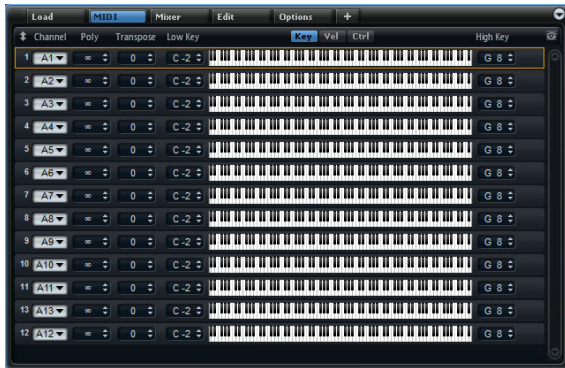 Load MIDI Mixer Edit Options +
Channel Poly Transpose Low Key Key Vel Ctrl High Key
1 A1 ∞ 0 C -2 G 8
2 A2 ∞ 0 C -2 G 8
3 A3 ∞ 0 C -2 G 8
4 A4 ∞ 0 C -2 G 8
5 A5 ∞ 0 C -2 G 8
6 A6 ∞ 0 C -2 G 8
7 A7 ∞ 0 C -2 G 8
8 A8 ∞ 0 C -2 G 8
9 A9 ∞ 0 C -2 G 8
10 A10 ∞ 0 C -2 G 8
11 A11 ∞ 0 C -2 G 8
13 A13 ∞ 0 C -2 G 8
12 A12 ∞ 0 C -2 G 8